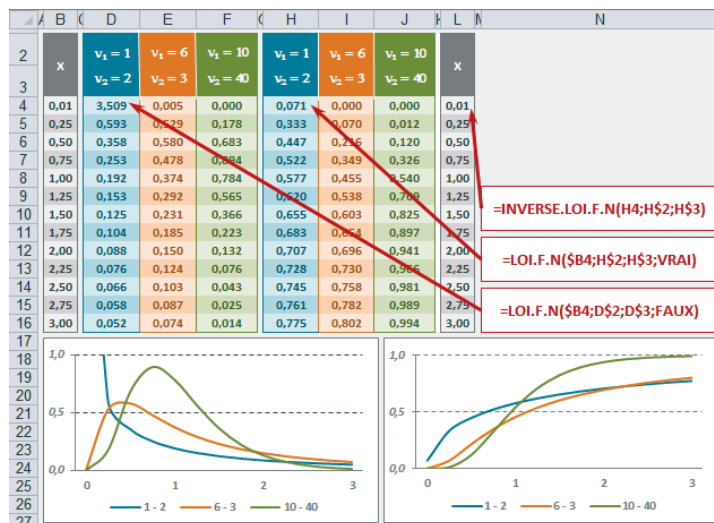 A B C D E F G H I J K L M N
2 x v₁ = 1 v₁ = 6 v₁ = 10 v₁ = 1 v₁ = 6 v₁ = 10 x
3 v₂ = 2 v₂ = 3 v₂ = 40 v₂ = 2 v₂ = 3 v₂ = 40
4 0,01 3,509 0,005 0,000 0,071 0,000 0,000 0,01
5 0,25 0,593 0,529 0,178 0,333 0,070 0,012 0,25
6 0,50 0,358 0,580 0,683 0,447 0,216 0,120 0,50
7 0,75 0,253 0,478 0,894 0,522 0,349 0,326 0,75
8 1,00 0,192 0,374 0,784 0,577 0,455 0,540 1,00
9 1,25 0,153 0,292 0,565 0,620 0,538 1,25
10 1,50 0,125 0,231 0,366 0,655 0,603 0,825 1,50
11 1,75 0,104 0,185 0,223 0,683 0,654 0,897 1,75
12 2,00 0,088 0,150 0,132 0,707 0,696 0,941 2,00
13 2,25 0,076 0,124 0,076 0,728 0,730 0,966 2,25
14 2,50 0,066 0,103 0,043 0,745 0,758 0,981 2,50
15 2,75 0,058 0,087 0,025 0,761 0,782 0,989 2,75
16 3,00 0,052 0,074 0,014 0,775 0,802 0,994 3,00
=INVERSE.LOI.F.N(H4;H$2;H$3)
=LOI.F.N($B4;H$2;H$3;VRAI)
=LOI.F.N($B4;D$2;D$3;FAUX)
17
18
19
20
21
22
23
24
25
26
27
1,0
0,5
0,0
0 1 2 3
1 - 2 6 - 3 10 - 40
1,0
0,5
0,0
0 1 2 3
1 - 2 6 - 3 10 - 40